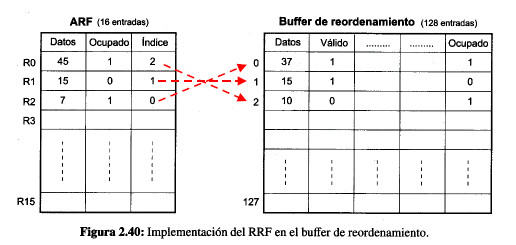 ARF (16 entradas)
Buffer de reordenamiento (128 entradas)
Datos Ocupado Índice
Datos Válido ......... ......... Ocupado
R0 45 1 2
0 37 1 1
R1 15 0 1
1 15 1 0
R2 7 1 0
2 10 0 1
R3
R15
127
Figura 2.40: Implementación del RRF en el buffer de reordenamiento.